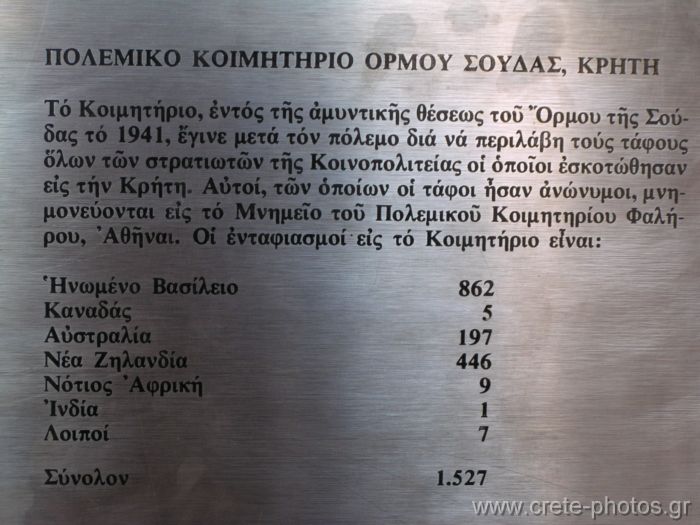 ΠΟΛΕΜΙΚΟ ΚΟΙΜΗΤΗΡΙΟ ΟΡΜΟΥ ΣΟΥΔΑΣ, ΚΡΗΤΗ
Τό Κοιμητήριο, ἐντός τῆς ἀμυντικῆς θέσεως τοῦ Ὅρμου τῆς Σού-
δας τό 1941, ἔγινε μετά τόν πόλεμο διά νά περιλάβη τούς τάφους
ὅλων τῶν στρατιωτῶν τῆς Κοινοπολιτείας οἱ ὁποῖοι ἐσκοτώθησαν
εἰς τήν Κρήτη. Αὐτοί, τῶν ὁποίων οἱ τάφοι ἦσαν ἀνώνυμοι, μνη-
μονεύονται εἰς τό Μνημεῖο τοῦ Πολεμικοῦ Κοιμητηρίου Φαλή-
ρου, Ἀθῆναι. Οἱ ἐνταφιασμοί εἰς τό Κοιμητήριο εἶναι:
Ἡνωμένο Βασίλειο 862
Καναδάς 5
Αὐστραλία 197
Νέα Ζηλανδία 446
Νότιος Ἀφρική 9
Ἰνδία 1
Λοιποί 7
Σύνολον 1.527
www.crete-photos.gr